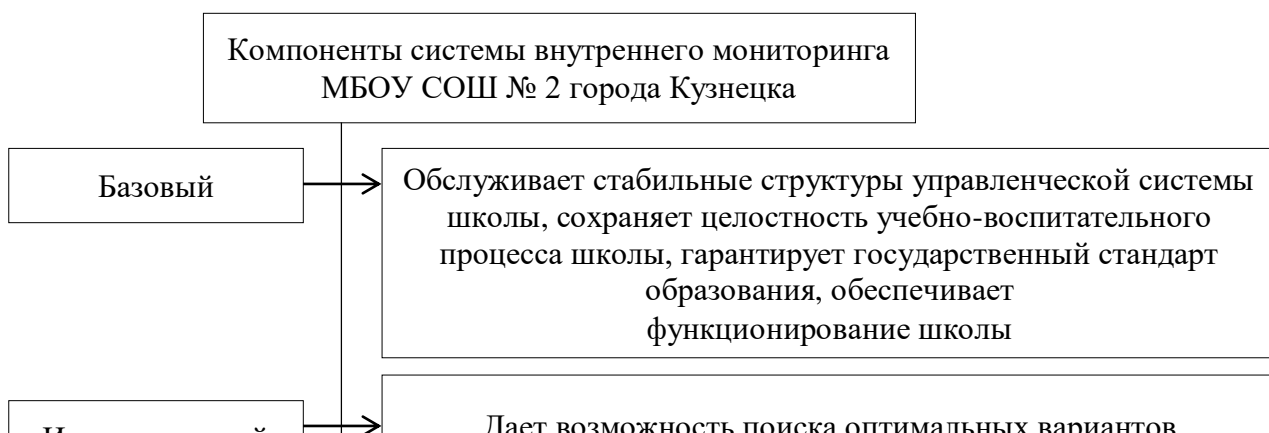 Компоненты системы внутреннего мониторинга
МБОУ СОШ № 2 города Кузнецка
Базовый
Обслуживает стабильные структуры управленческой системы
школы, сохраняет целостность учебно-воспитательного
процесса школы, гарантирует государственный стандарт
образования, обеспечивает
функционирование школы
Дает возможность поиска оптимальных вариантов